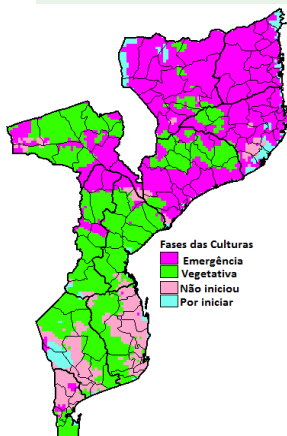 Fases das Culturas
Emergência
Vegetativa
Não iniciou
Por iniciar